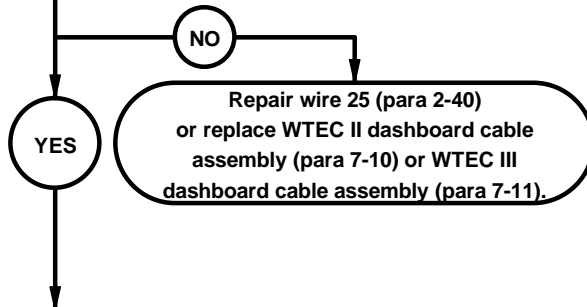 NO
YES
Repair wire 25 (para 2-40)
or replace WTEC II dashboard cable
assembly (para 7-10) or WTEC III
dashboard cable assembly (para 7-11).